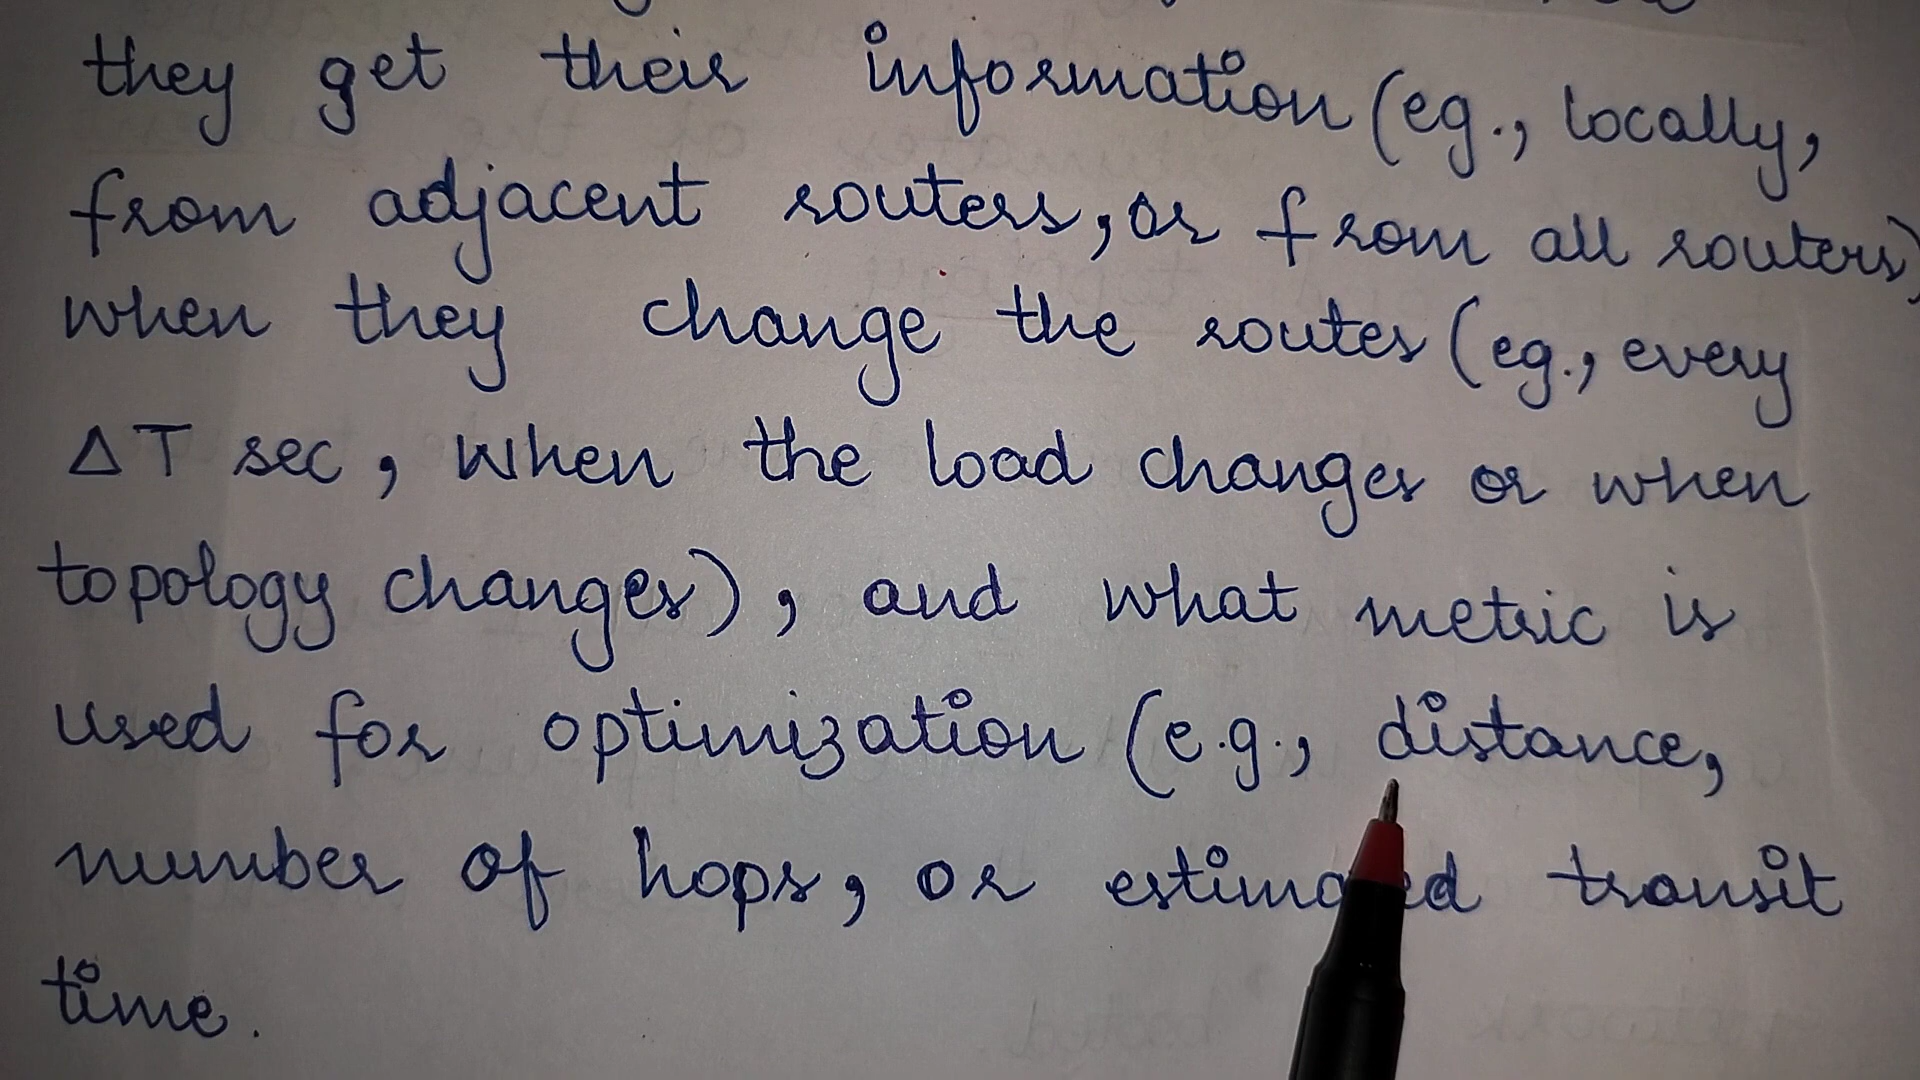 they get their information (eg., locally,
from adjacent routers, or from all routers)
when they change the routes (eg., every
ΔT sec, when the load changes or when
topology changes), and what metric is
used for optimization (e.g., distance,
number of hops, or estimated transit
time.